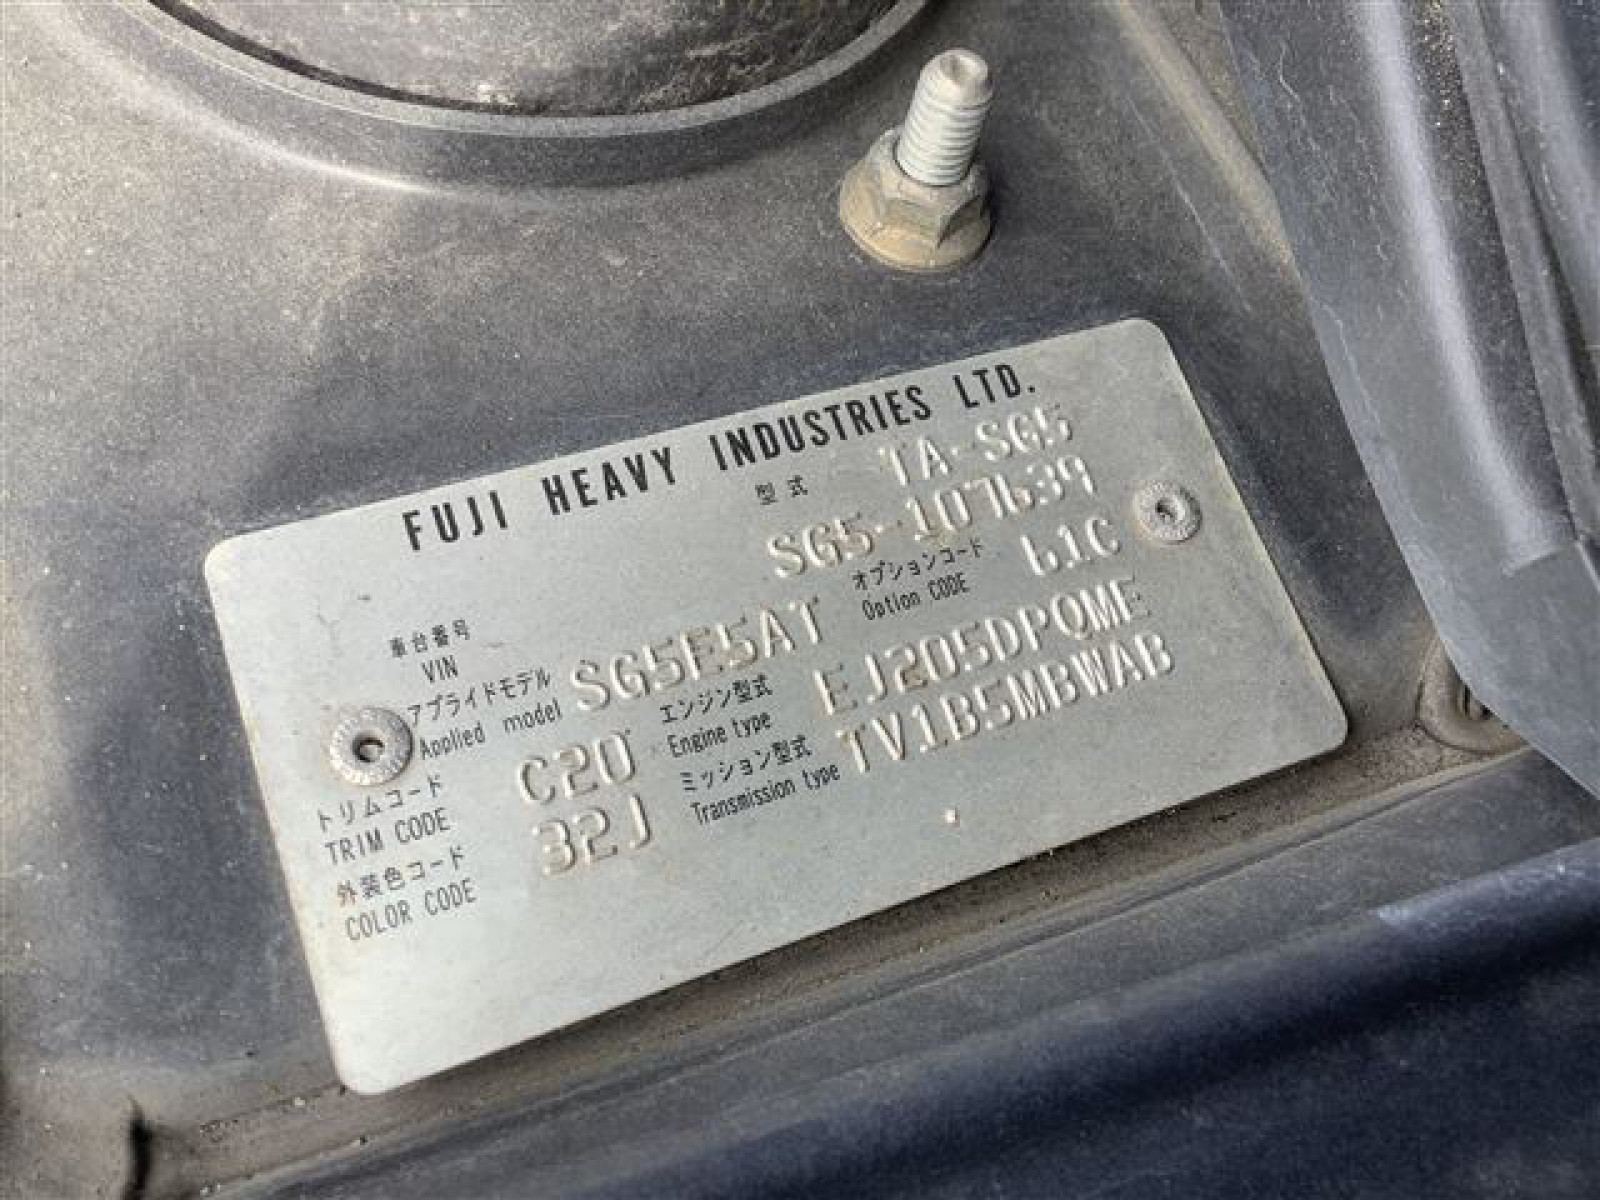 FUJI HEAVY INDUSTRIES LTD.
型式 TA-SG5
車台番号 SG5-107639
VIN
アプライドモデル SG5E5AT オプションコード 61C
Applied model Option CODE
トリムコード C20 エンジン型式 EJ205DPQME
TRIM CODE Engine type
外装色コード 32J ミッション型式 TV1B5MBWAB
COLOR CODE Transmission type